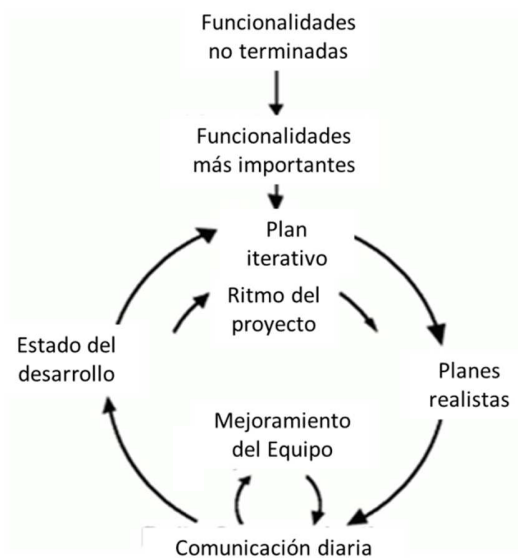 Funcionalidades
no terminadas
Funcionalidades
más importantes
Plan
iterativo
Ritmo del
proyecto
Estado del
desarrollo
Planes
realistas
Mejoramiento
del Equipo
Comunicación diaria